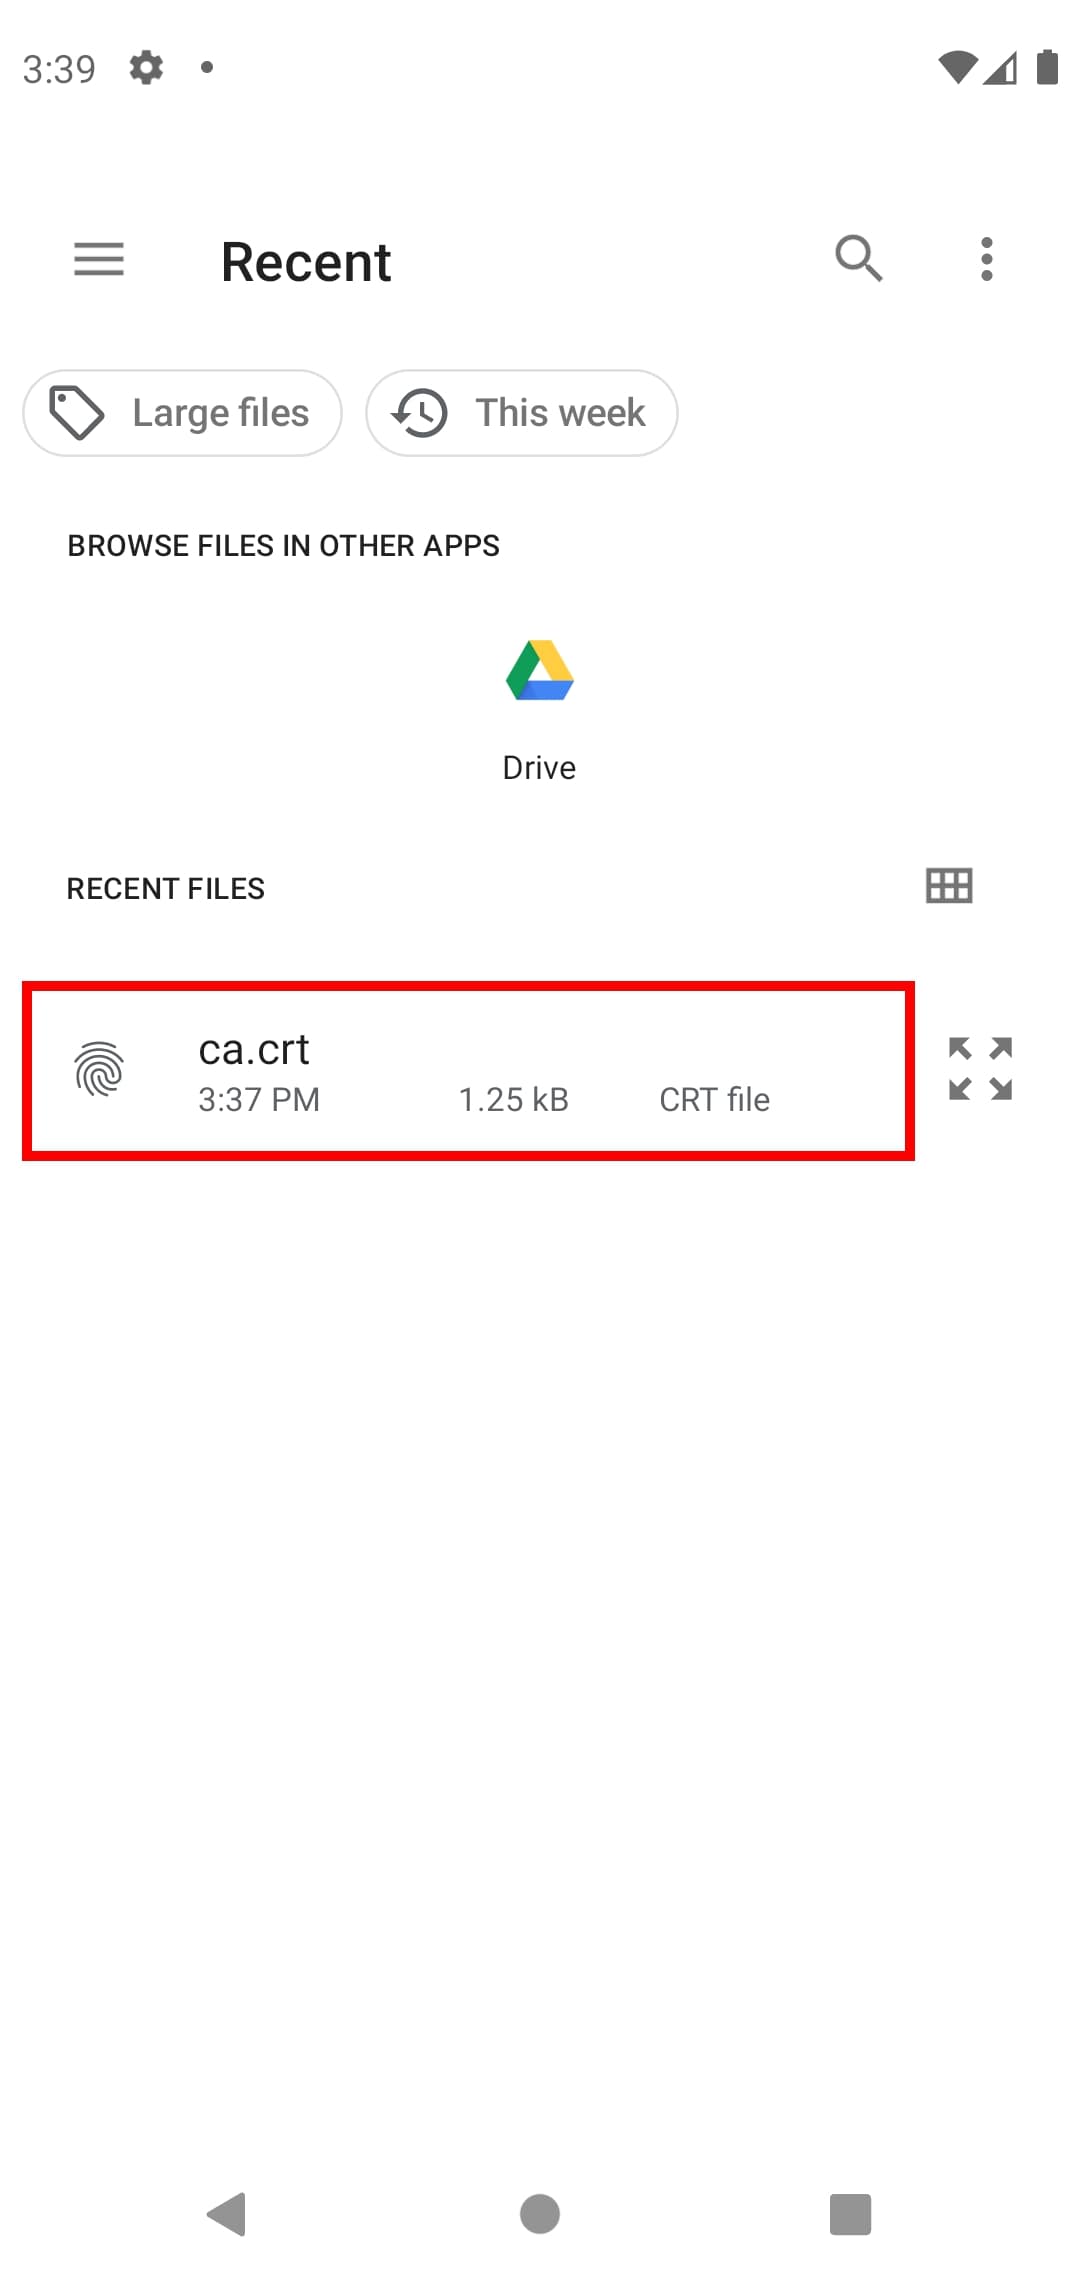 3:39
Recent
Large files
This week
BROWSE FILES IN OTHER APPS
Drive
RECENT FILES
ca.crt
3:37 PM 1.25 kB CRT file